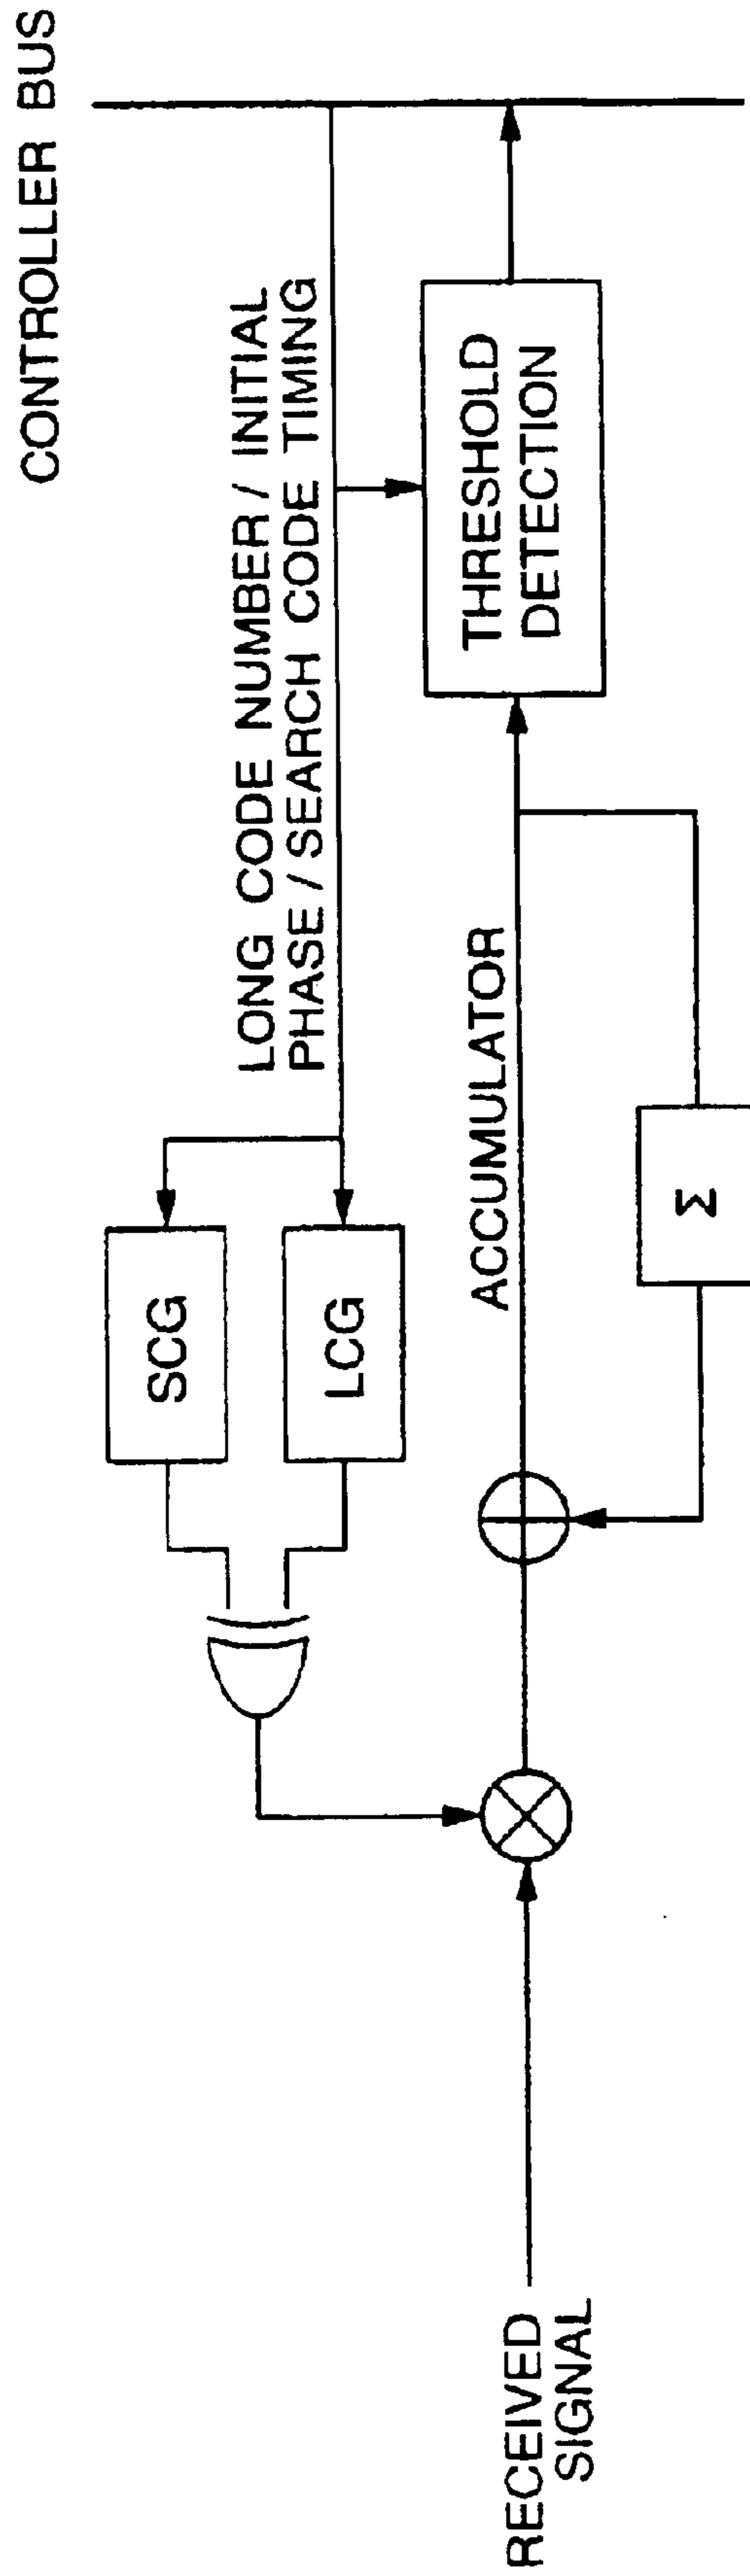 CONTROLLER BUS
LONG CODE NUMBER / INITIAL
PHASE / SEARCH CODE TIMING
SCG
LCG
ACCUMULATOR
THRESHOLD
DETECTION
Σ
RECEIVED
SIGNAL